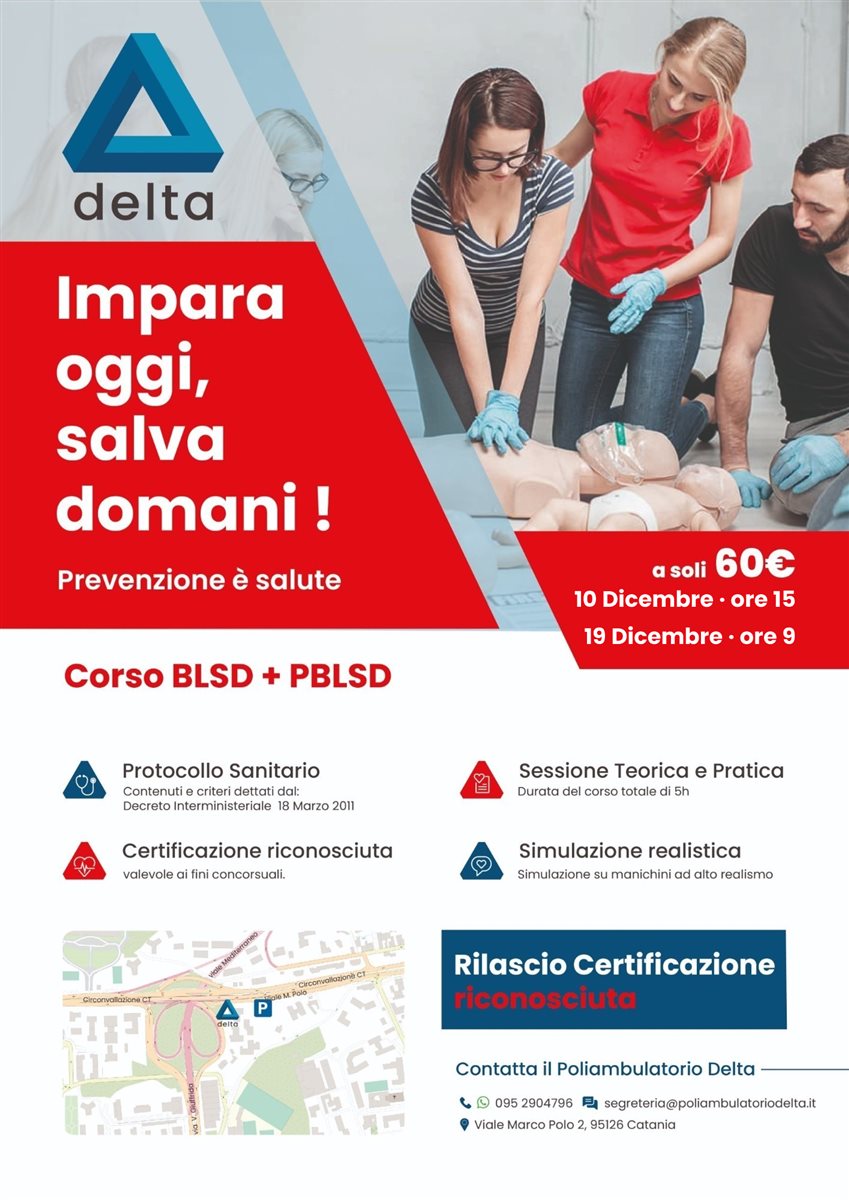 delta
Impara
oggi,
salva
domani !
Prevenzione è salute
a soli 60€
10 Dicembre · ore 15
19 Dicembre · ore 9
Corso BLSD + PBLSD
Protocollo Sanitario
Contenuti e criteri dettati dal:
Decreto Interministeriale 18 Marzo 2011
Certificazione riconosciuta
valevole ai fini concorsuali.
Sessione Teorica e Pratica
Durata del corso totale di 5h
Simulazione realistica
Simulazione su manichini ad alto realismo
Viale Mediterraneo
Circonvallazione CT
Circonvallazione CT
Viale M. Polo
P
delta
via. V. Giuffrida
Rilascio Certificazione
riconosciuta
Contatta il Poliambulatorio Delta
095 2904796 segreteria@poliambulatoriodelta.it
Viale Marco Polo 2, 95126 Catania